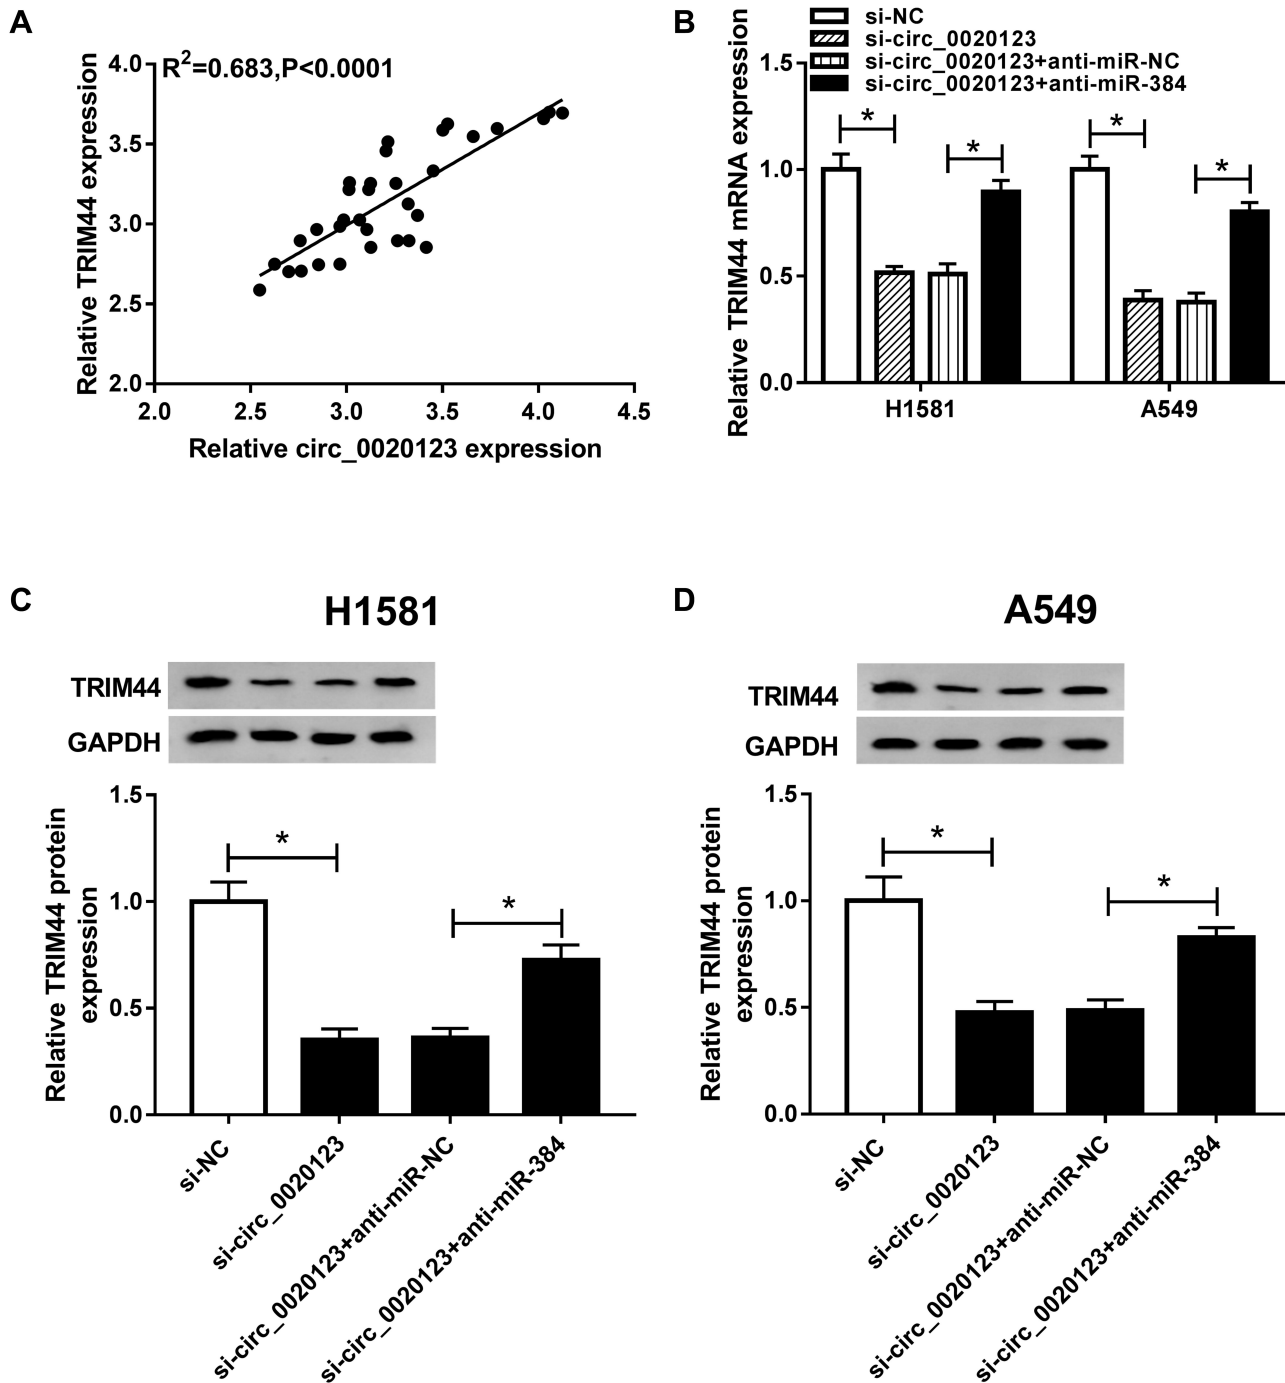 A
R2=0.683,P<0.0001
Relative TRIM44 expression
4.0
3.5
3.0
2.5
2.0
2.0 2.5 3.0 3.5 4.0 4.5
Relative circ_0020123 expression
B
si-NC
si-circ_0020123
si-circ_0020123+anti-miR-NC
si-circ_0020123+anti-miR-384
Relative TRIM44 mRNA expression
1.5
1.0
0.5
0.0
* * * *
H1581 A549
C
H1581
TRIM44
GAPDH
Relative TRIM44 protein
expression
1.5
1.0
0.5
0.0
* *
si-NC
si-circ_0020123
si-circ_0020123+anti-miR-NC
si-circ_0020123+anti-miR-384
D
A549
TRIM44
GAPDH
Relative TRIM44 protein
expression
1.5
1.0
0.5
0.0
* *
si-NC
si-circ_0020123
si-circ_0020123+anti-miR-NC
si-circ_0020123+anti-miR-384